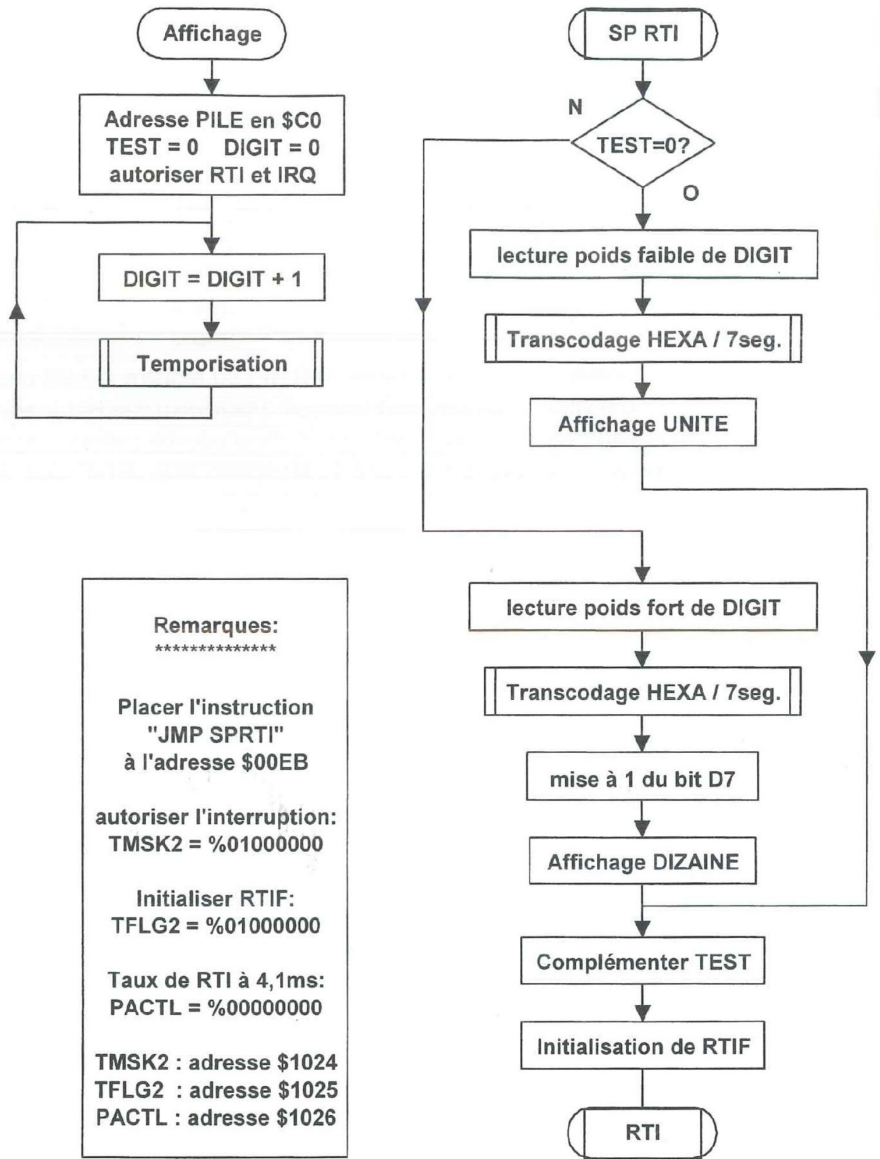 Affichage
Adresse PILE en $C0
TEST = 0 DIGIT = 0
autoriser RTI et IRQ
DIGIT = DIGIT + 1
Temporisation
Remarques:
**************
Placer l'instruction
"JMP SPRTI"
à l'adresse $00EB
autoriser l'interruption:
TMSK2 = %01000000
Initialiser RTIF:
TFLG2 = %01000000
Taux de RTI à 4,1ms:
PACTL = %00000000
TMSK2 : adresse $1024
TFLG2 : adresse $1025
PACTL : adresse $1026
SP RTI
N
TEST=0?
O
lecture poids faible de DIGIT
Transcodage HEXA / 7seg.
Affichage UNITE
lecture poids fort de DIGIT
Transcodage HEXA / 7seg.
mise à 1 du bit D7
Affichage DIZAINE
Complémenter TEST
Initialisation de RTIF
RTI